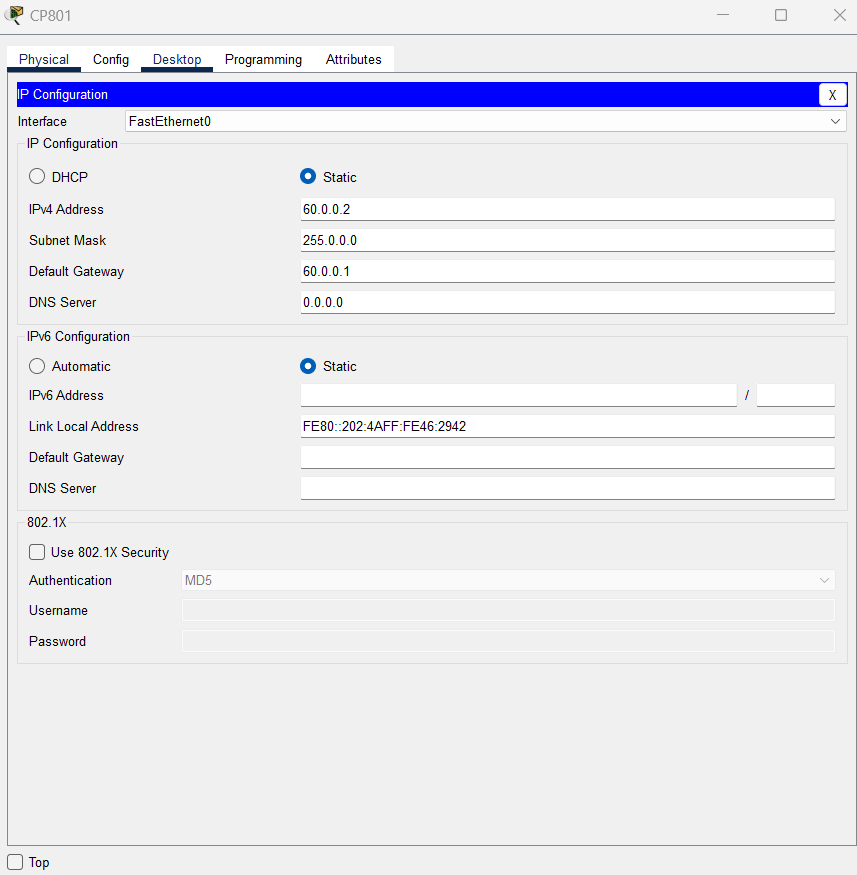 CP801
Physical Config Desktop Programming Attributes
IP Configuration X
Interface FastEthernet0
IP Configuration
DHCP Static
IPv4 Address 60.0.0.2
Subnet Mask 255.0.0.0
Default Gateway 60.0.0.1
DNS Server 0.0.0.0
IPv6 Configuration
Automatic Static
IPv6 Address /
Link Local Address FE80::202:4AFF:FE46:2942
Default Gateway
DNS Server
802.1X
Use 802.1X Security
Authentication MD5
Username
Password
Top